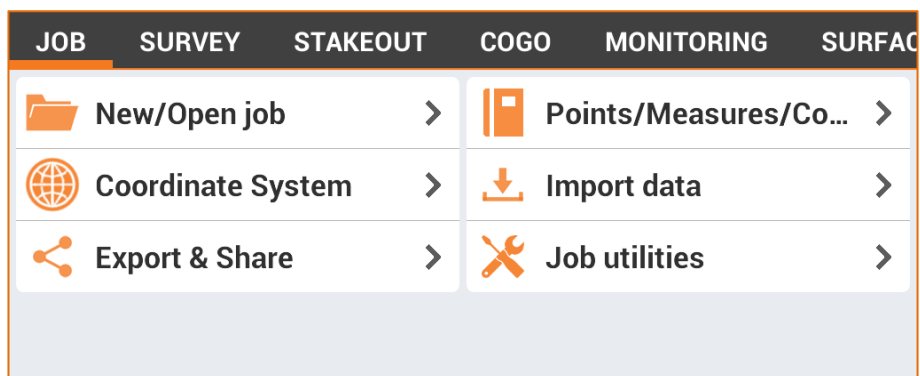 JOB SURVEY STAKEOUT COGO MONITORING SURFAC
New/Open job
Points/Measures/Co...
Coordinate System
Import data
Export & Share
Job utilities